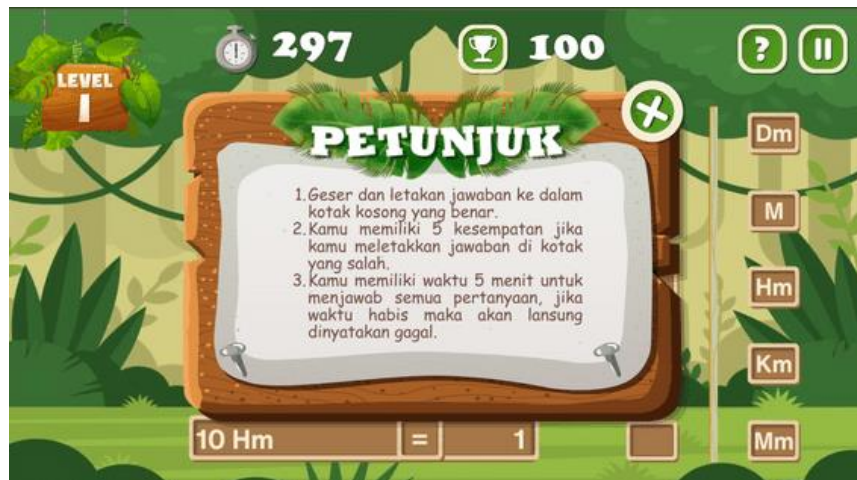 297
100
?
LEVEL
1
PETUNJUK
1. Geser dan letakan jawaban ke dalam
kotak kosong yang benar.
2. Kamu memiliki 5 kesempatan jika
kamu meletakkan jawaban di kotak
yang salah.
3. Kamu memiliki waktu 5 menit untuk
menjawab semua pertanyaan, jika
waktu habis maka akan lansung
dinyatakan gagal.
Dm
M
Hm
Km
Mm
10 Hm = 1